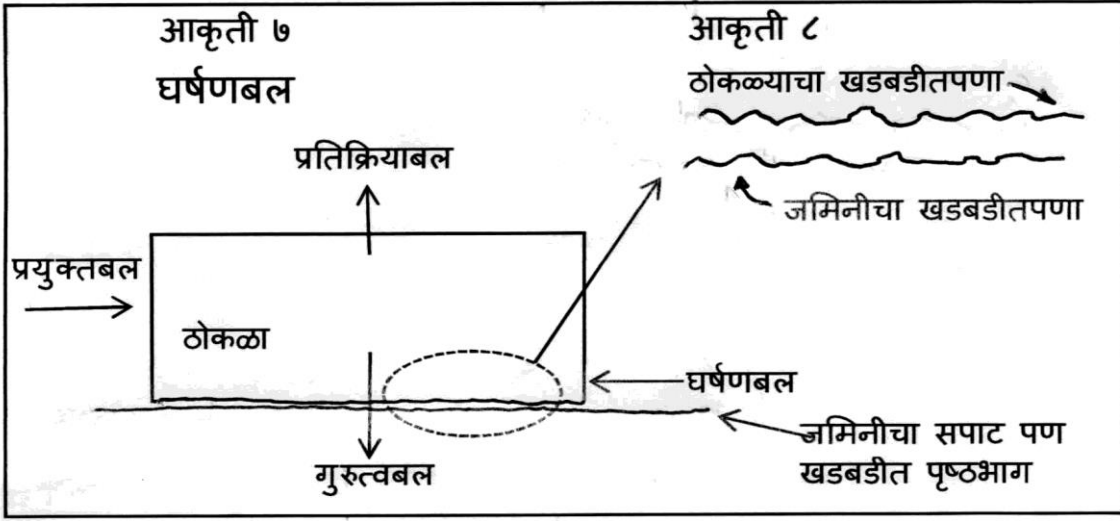 आकृती ७
घर्षणबल
प्रतिक्रियाबल
प्रयुक्तबल
ठोकळा
गुरुत्वबल
घर्षणबल
जमिनीचा सपाट पण
खडबडीत पृष्ठभाग
आकृती ८
ठोकळ्याचा खडबडीतपणा
जमिनीचा खडबडीतपणा